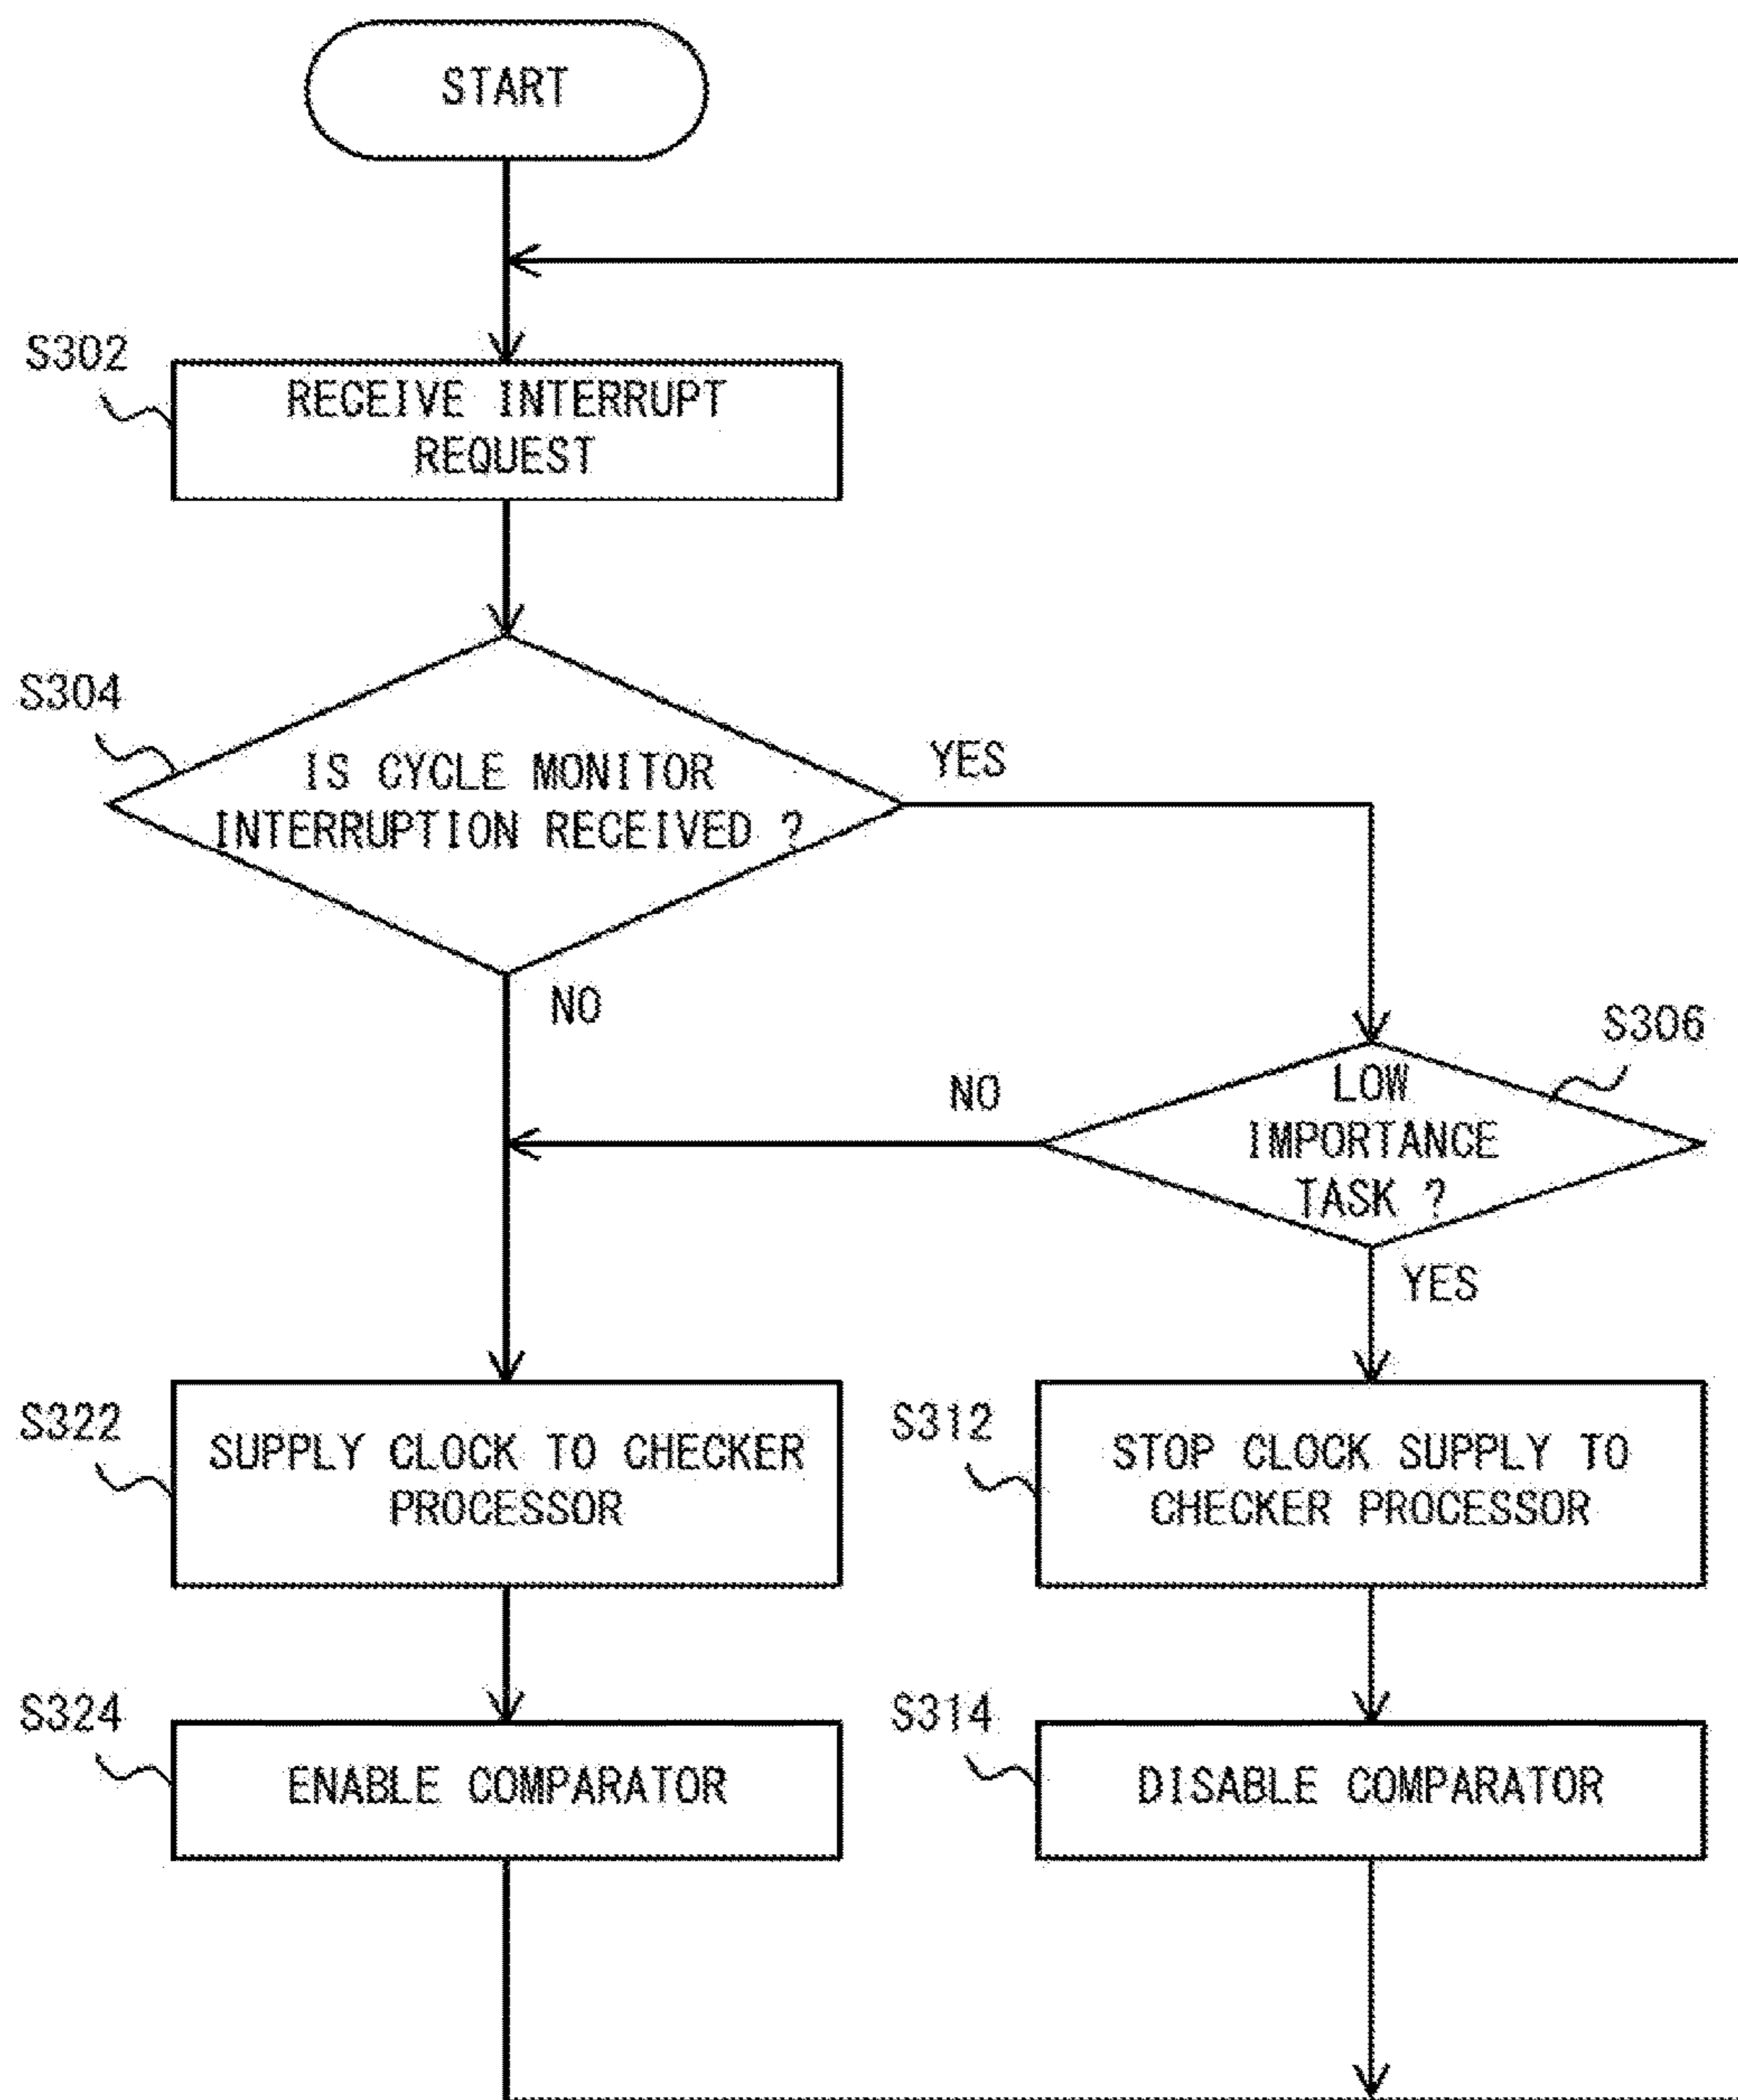 START
S302
RECEIVE INTERRUPT
REQUEST
S304
IS CYCLE MONITOR
INTERRUPTION RECEIVED ?
YES
NO
S306
LOW
IMPORTANCE
TASK ?
NO
YES
S322
SUPPLY CLOCK TO CHECKER
PROCESSOR
S312
STOP CLOCK SUPPLY TO
CHECKER PROCESSOR
S324
ENABLE COMPARATOR
S314
DISABLE COMPARATOR